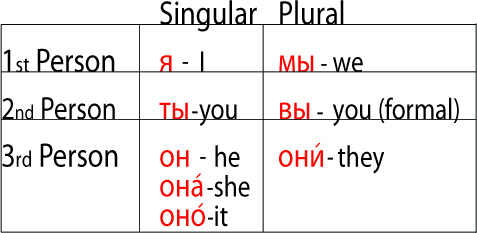 Singular Plural
1st Person я - I мы - we
2nd Person ты-you вы - you (formal)
3rd Person он - he они́- they
она́-she
оно́-it